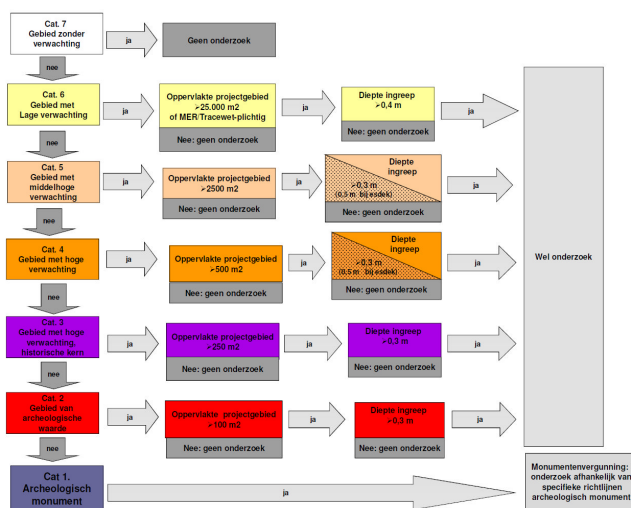 Cat. 7
Gebied zonder
verwachting
ja
Geen onderzoek
nee
Cat. 6
Gebied met
Lage verwachting
ja
Oppervlakte projectgebied
➢25.000 m2
of MER/Tracewet-plichtig
Nee: geen onderzoek
ja
Diepte ingreep
➢0,4 m
Nee: geen onderzoek
ja
nee
Cat. 5
Gebied met
middelhoge
verwachting
ja
Oppervlakte projectgebied
➢2500 m2
Nee: geen onderzoek
ja
Diepte
ingreep
➢0.3 m
(0.5 m bij esdek)
Nee: geen onderzoek
ja
nee
Cat. 4
Gebied met hoge
verwachting
ja
Oppervlakte projectgebied
➢500 m2
Nee: geen onderzoek
ja
Diepte
ingreep
➢0.3 m
(0.5 m bij esdek)
Nee: geen onderzoek
ja
Wel onderzoek
nee
Cat. 3
Gebied met hoge
verwachting,
historische kern
ja
Oppervlakte projectgebied
➢250 m2
Nee: geen onderzoek
ja
Diepte ingreep
➢0,3 m
Nee: geen onderzoek
ja
nee
Cat. 2
Gebied van
archeologische
waarde
ja
Oppervlakte projectgebied
➢100 m2
Nee: geen onderzoek
ja
Diepte ingreep
➢0,3 m
Nee: geen onderzoek
ja
nee
Cat 1.
Archeologisch
monument
ja
Monumentenvergunning:
onderzoek afhankelijk van
specifieke richtlijnen
archeologisch monument